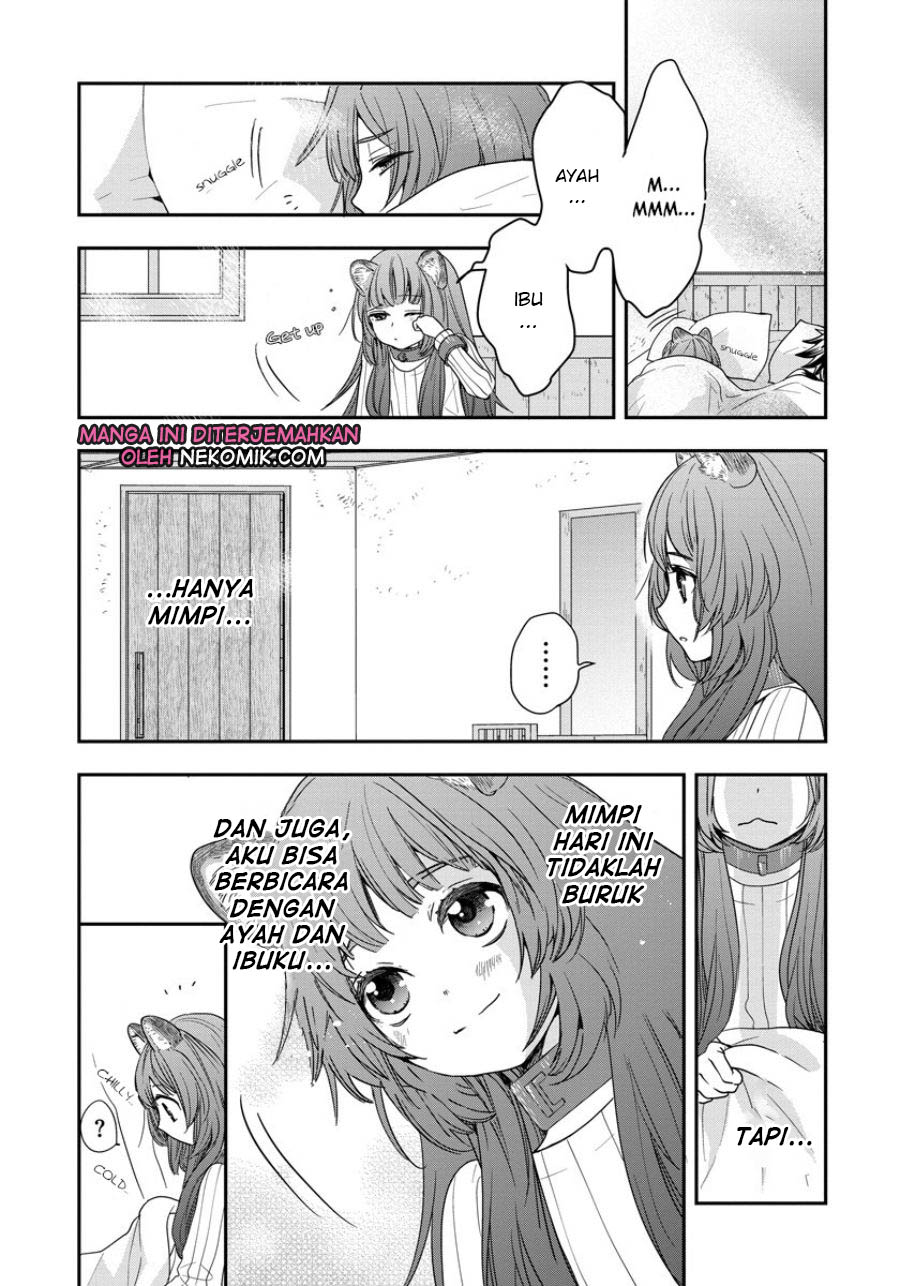 M...
MMM...
snuggle
AYAH
...
IBU
...
snuggle
Get up
MANGA INI DITERJEMAHKAN
OLEH NEKOMIK.COM
......
...HANYA
MIMPI...
TAPI...
MIMPI
HARI INI
TIDAKLAH
BURUK
DAN JUGA,
AKU BISA
BERBICARA
DENGAN
AYAH DAN
IBUKU...
E
CHILLY..
?
COLD..